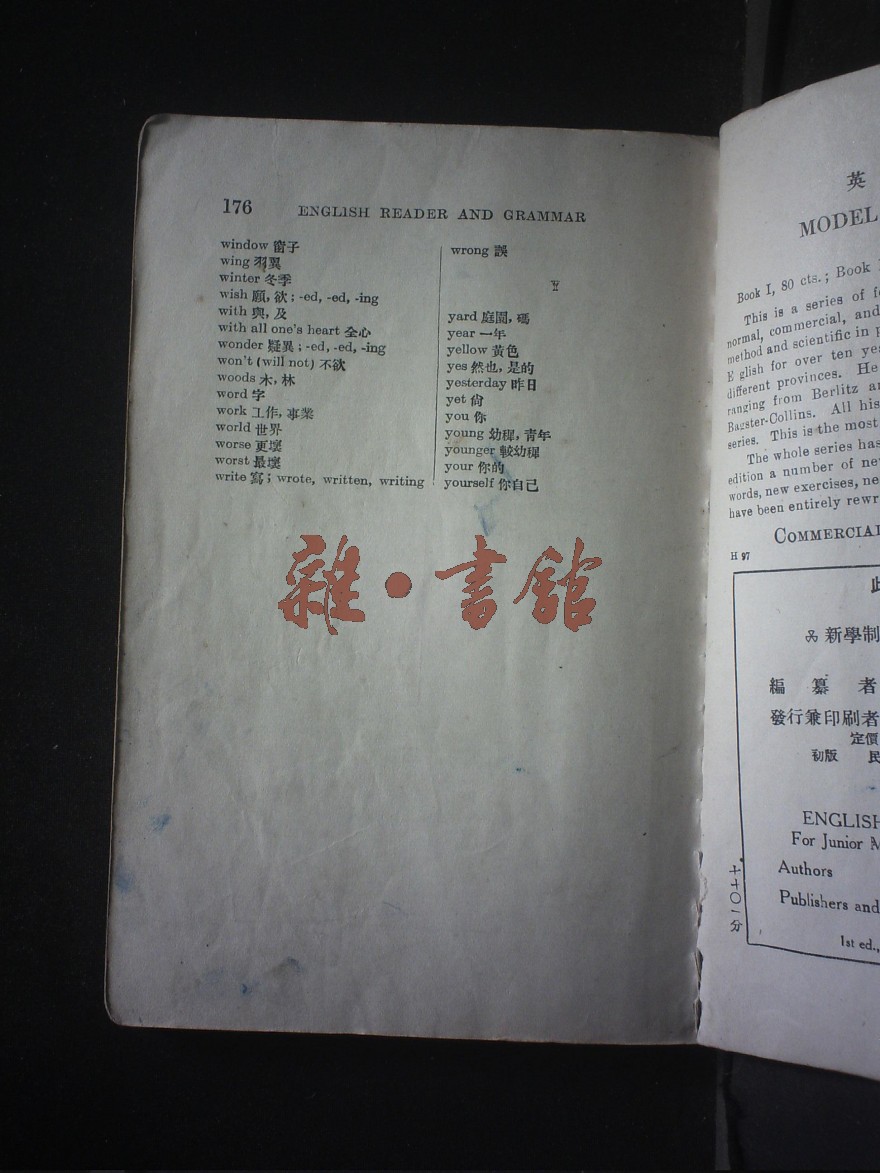 176 ENGLISH READER AND GRAMMAR
window 窗子
wing 羽翼
winter 冬季
wish 願, 欲; -ed, -ed, -ing
with 與, 及
with all one's heart 全心
wonder 疑異; -ed, -ed, -ing
won't (will not) 不欲
woods 木, 林
word 字
work 工作, 事業
world 世界
worse 更壞
worst 最壞
write 寫; wrote, written, writing
wrong 誤
Y
yard 庭園, 碼
year 一年
yellow 黃色
yes 然也, 是的
yesterday 昨日
yet 尙
you 你
young 幼穉, 青年
younger 較幼穉
your 你的
yourself 你自己
雜·書館
英
MODEL
Book I, 80 cts.; Book
This is a series of
normal, commercial, and
method and scientific in
E glish for over ten
different provinces. He
ranging from Berlitz
Bagster-Collins. All his
series. This is the most
The whole series has
edition a number of
words, new exercises,
have been entirely
COMMERCIAL
H 97
此
新學制
編纂者
發行兼印刷者
定價
初版 民
ENGLISH
For Junior
Authors
Publishers and
1st ed.,
十十〇一分